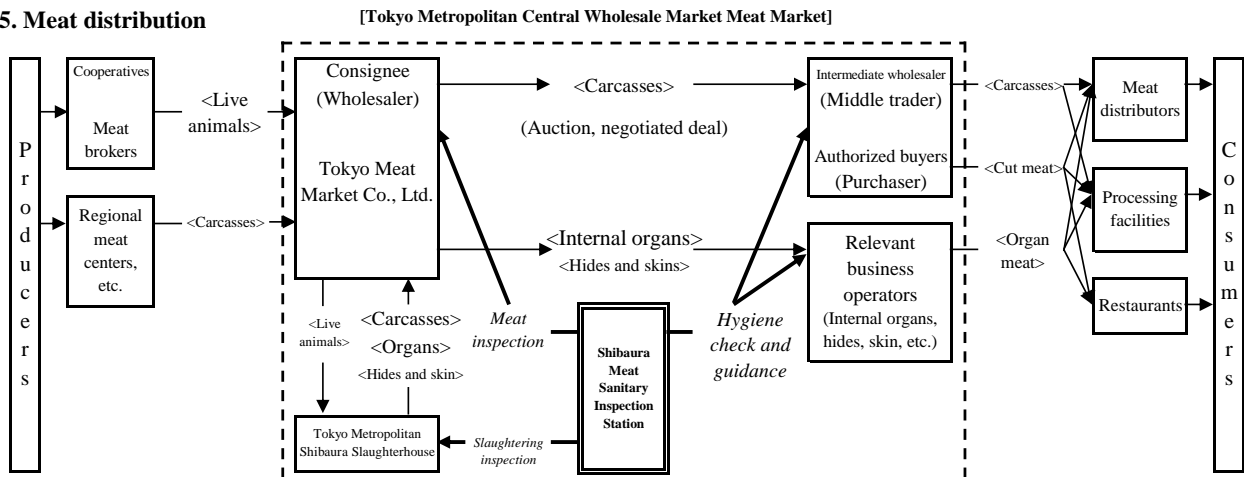 5. Meat distribution
[Tokyo Metropolitan Central Wholesale Market Meat Market]
P
r
o
d
u
c
e
r
s
Cooperatives
Meat
brokers
Regional
meat
centers,
etc.
<Live
animals>
<Carcasses>
Consignee
(Wholesaler)
Tokyo Meat
Market Co., Ltd.
<Live
animals>
<Carcasses>
<Organs>
<Hides and skin>
Tokyo Metropolitan
Shibaura Slaughterhouse
<Carcasses>
(Auction, negotiated deal)
<Internal organs>
<Hides and skins>
Meat
inspection
Slaughtering
inspection
Shibaura
Meat
Sanitary
Inspection
Station
Hygiene
check and
guidance
Intermediate wholesaler
(Middle trader)
Authorized buyers
(Purchaser)
Relevant
business
operators
(Internal organs,
hides, skin, etc.)
<Carcasses>
<Cut meat>
<Organ
meat>
Meat
distributors
Processing
facilities
Restaurants
C
o
n
s
u
m
e
r
s